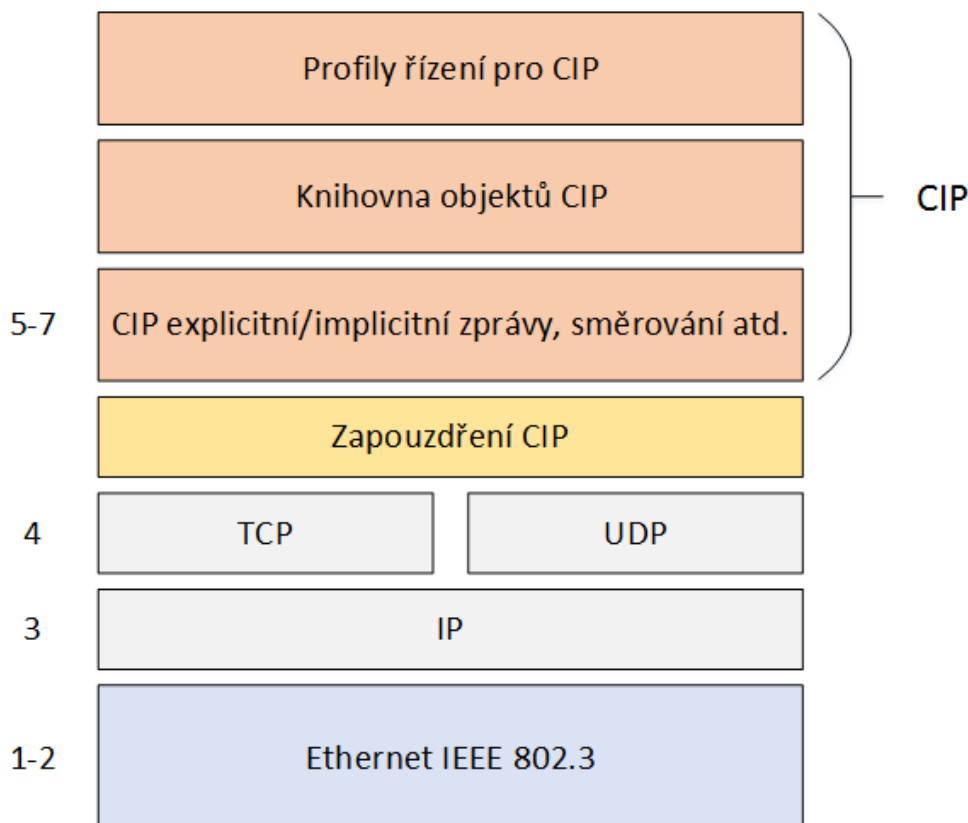 Profily řízení pro CIP
Knihovna objektů CIP
CIP
5-7
CIP explicitní/implicitní zprávy, směrování atd.
Zapouzdření CIP
4
TCP
UDP
3
IP
1-2
Ethernet IEEE 802.3